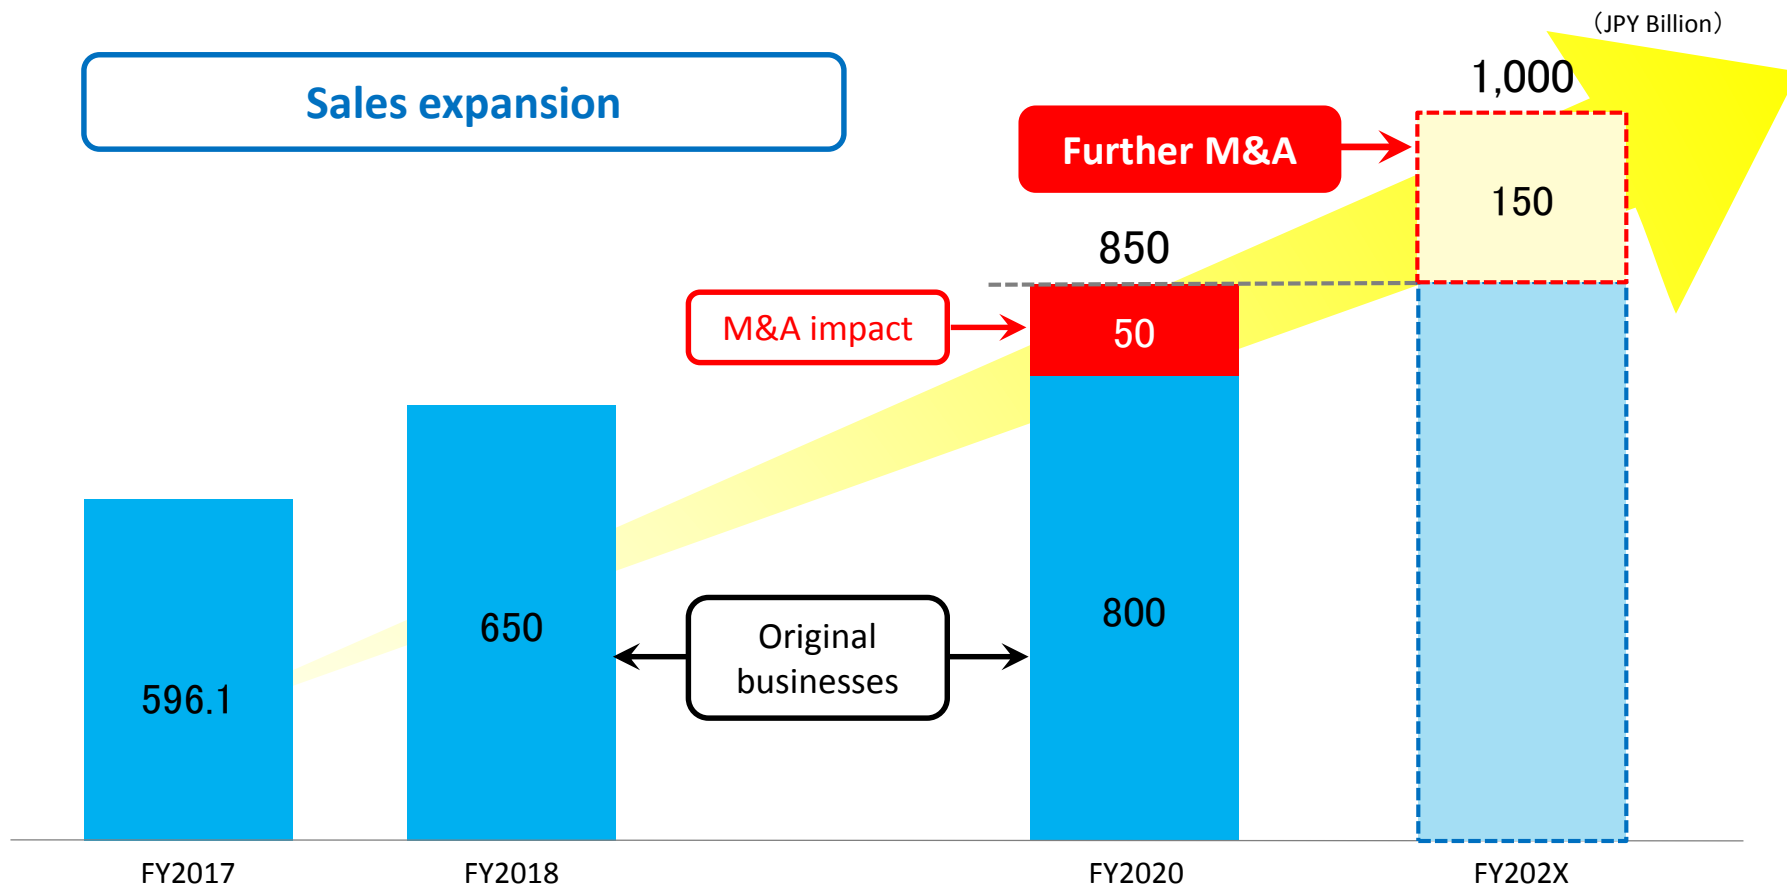 （JPY Billion）
Sales expansion
1,000
Further M&A
150
850
M&A impact
50
650
Original
businesses
800
596.1
FY2017
FY2018
FY2020
FY202X